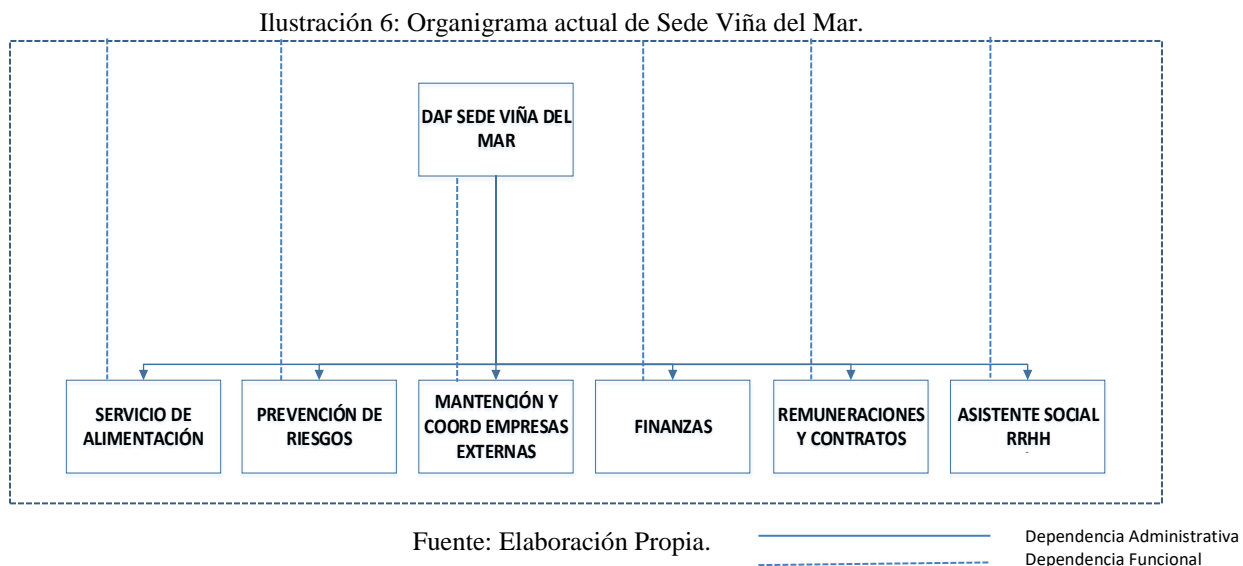 Ilustración 6: Organigrama actual de Sede Viña del Mar.
DAF SEDE VIÑA DEL
MAR
SERVICIO DE
ALIMENTACIÓN
PREVENCIÓN DE
RIESGOS
MANTENCIÓN Y
COORD EMPRESAS
EXTERNAS
FINANZAS
REMUNERACIONES
Y CONTRATOS
ASISTENTE SOCIAL
RRHH
Fuente: Elaboración Propia.
Dependencia Administrativa
Dependencia Funcional